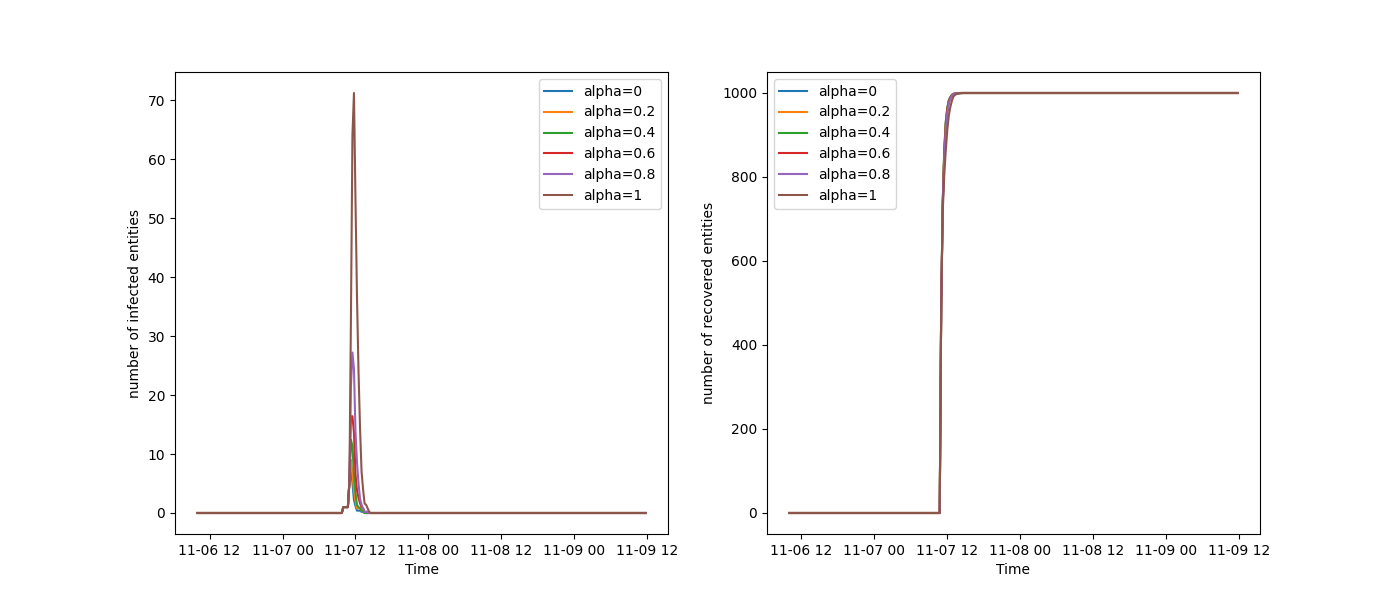 70
60
50
40
30
20
10
0
number of infected entities
alpha=0
alpha=0.2
alpha=0.4
alpha=0.6
alpha=0.8
alpha=1
11-06 12 11-07 00 11-07 12 11-08 00 11-08 12 11-09 00 11-09 12
Time
1000
800
600
400
200
0
number of recovered entities
alpha=0
alpha=0.2
alpha=0.4
alpha=0.6
alpha=0.8
alpha=1
11-06 12 11-07 00 11-07 12 11-08 00 11-08 12 11-09 00 11-09 12
Time